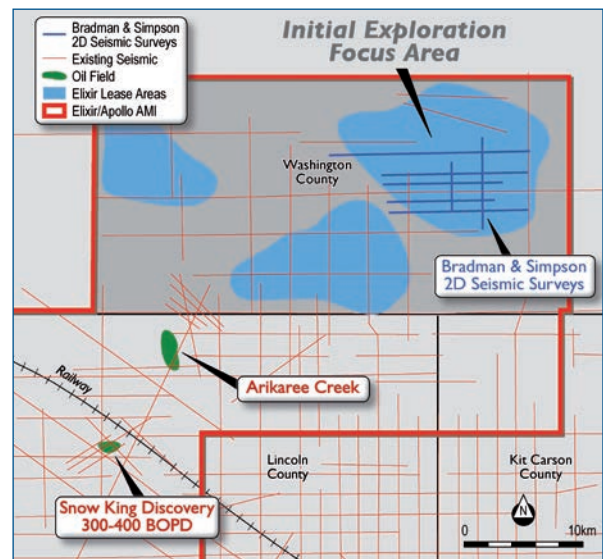 Bradman & Simpson
2D Seismic Surveys
Existing Seismic
Oil Field
Elixir Lease Areas
Elixir/Apollo AMI
Initial Exploration
Focus Area
Washington
County
Bradman & Simpson
2D Seismic Surveys
Arikaree Creek
Railway
Snow King Discovery
300-400 BOPD
Lincoln
County
Kit Carson
County
N
0
10km